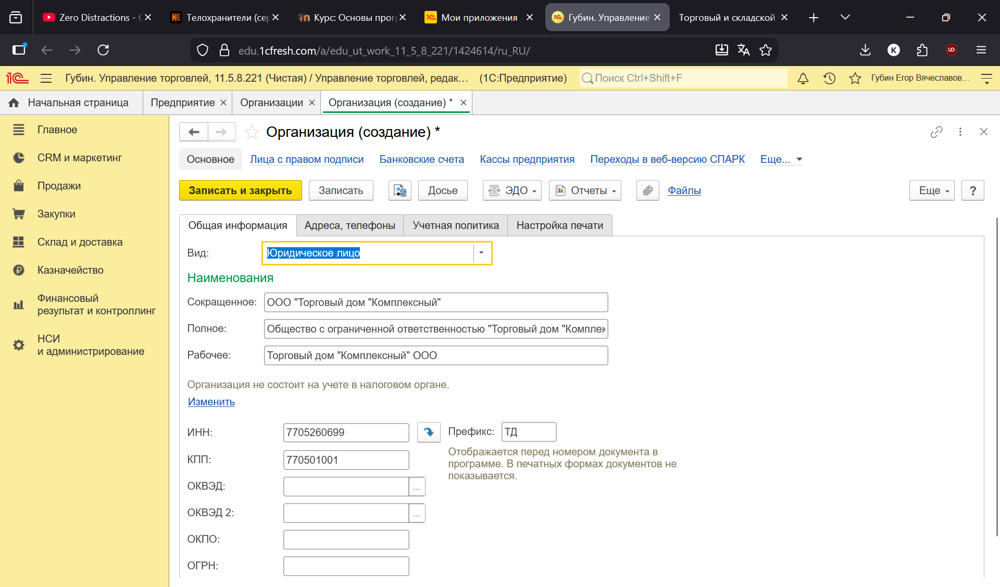 Zero Distractions -
Телохранители (сер
Курс: Основы прог
Мои приложения
Губин. Управление
Торговый и складской
edu.1cfresh.com/a/edu_ut_work_11_5_8_221/1424614/ru_RU/
K
1C
Губин. Управление торговлей, 11.5.8.221 (Чистая) / Управление торговлей, редак... (1С:Предприятие)
Поиск Ctrl+Shift+F
Губин Егор Вячеславов...
Начальная страница
Предприятие
Организации
Организация (создание) *
Главное
CRM и маркетинг
Продажи
Закупки
Склад и доставка
Казначейство
Финансовый
результат и контроллинг
НСИ
и администрирование
Организация (создание) *
Основное Лица с правом подписи Банковские счета Кассы предприятия Переходы в веб-версию СПАРК Еще...
Записать и закрыть Записать Досье ЭДО Отчеты Файлы Еще ?
Общая информация Адреса, телефоны Учетная политика Настройка печати
Вид: Юридическое лицо
Наименования
Сокращенное: ООО "Торговый дом "Комплексный"
Полное: Общество с ограниченной ответственностью "Торговый дом "Комплек
Рабочее: Торговый дом "Комплексный" ООО
Организация не состоит на учете в налоговом органе.
Изменить
ИНН: 7705260699 Префикс: ТД
Отображается перед номером документа в
программе. В печатных формах документов не
показывается.
КПП: 770501001
ОКВЭД: ...
ОКВЭД 2: ...
ОКПО:
ОГРН: